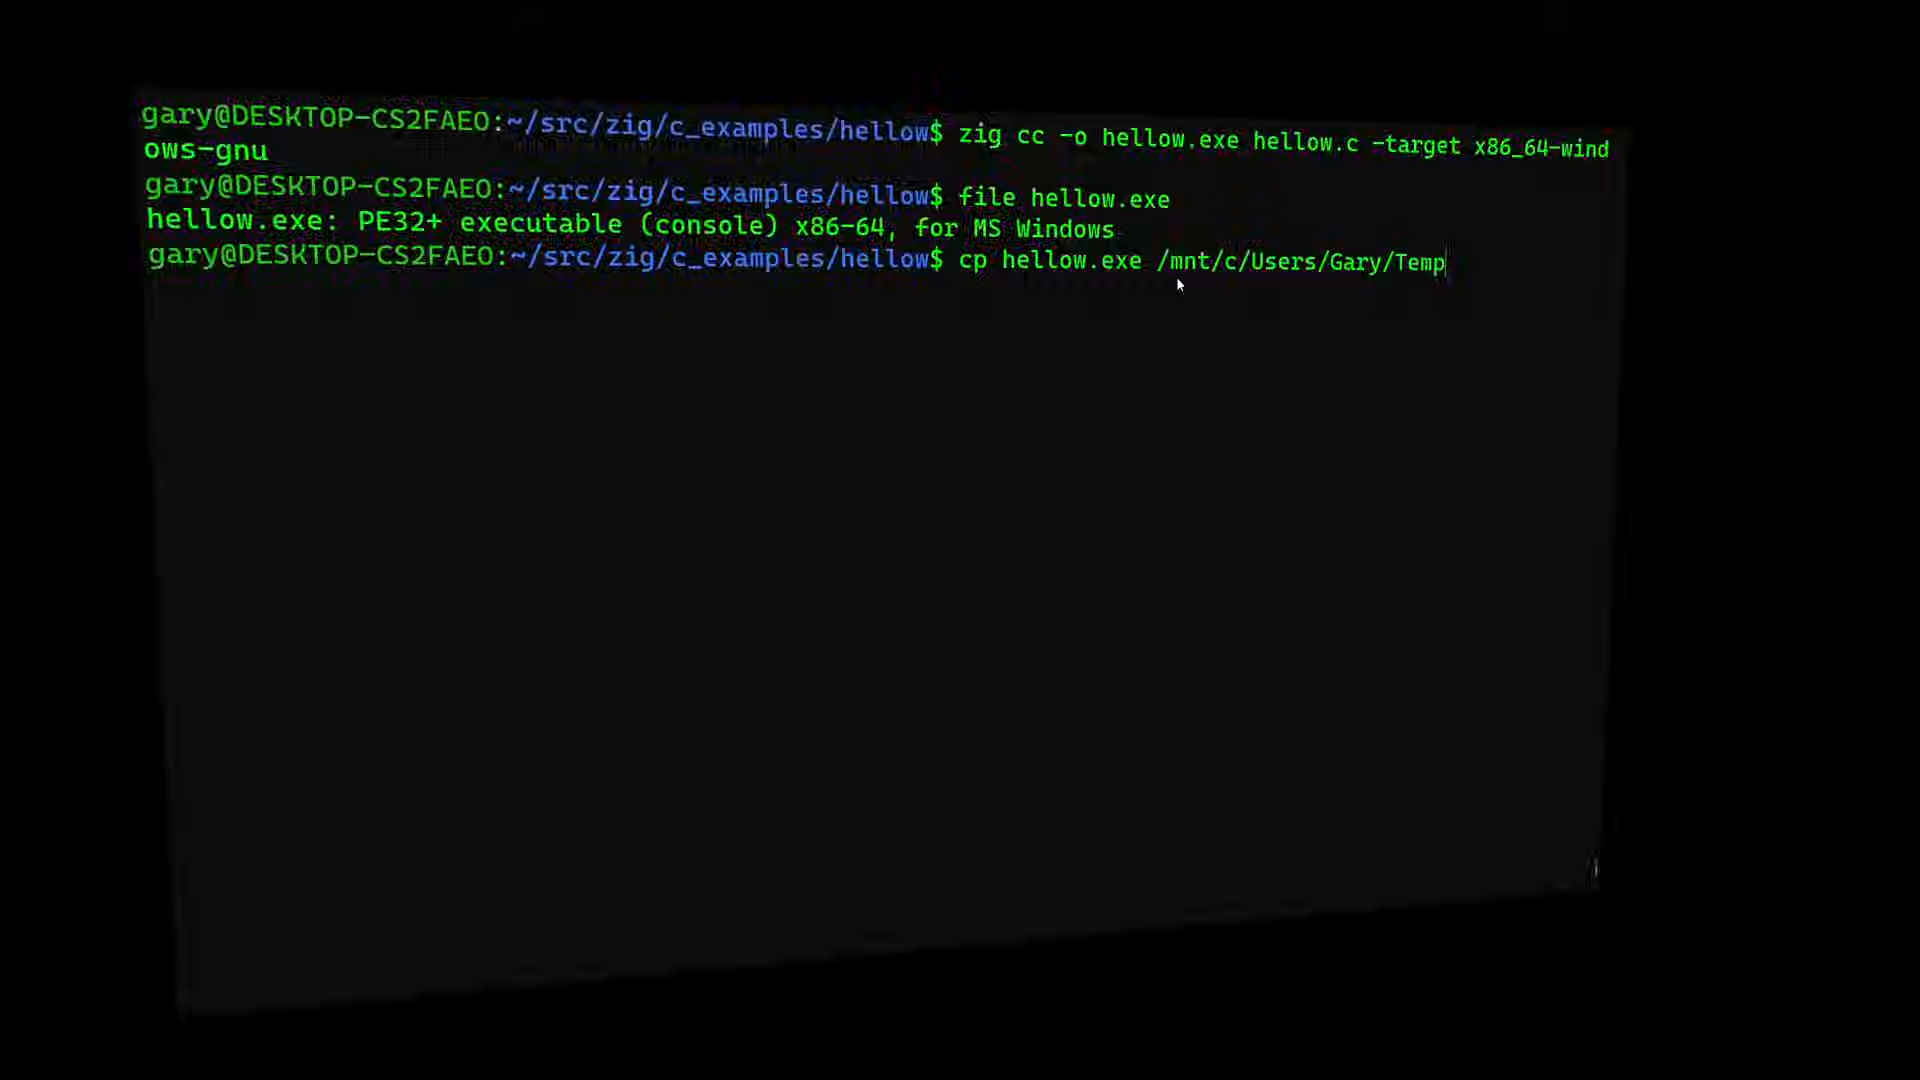 gary@DESKTOP-CS2FAEO:~/src/zig/c_examples/hellow$ zig cc -o hellow.exe hellow.c -target x86_64-wind
ows-gnu
gary@DESKTOP-CS2FAEO:~/src/zig/c_examples/hellow$ file hellow.exe
hellow.exe: PE32+ executable (console) x86-64, for MS Windows
gary@DESKTOP-CS2FAEO:~/src/zig/c_examples/hellow$ cp hellow.exe /mnt/c/Users/Gary/Temp